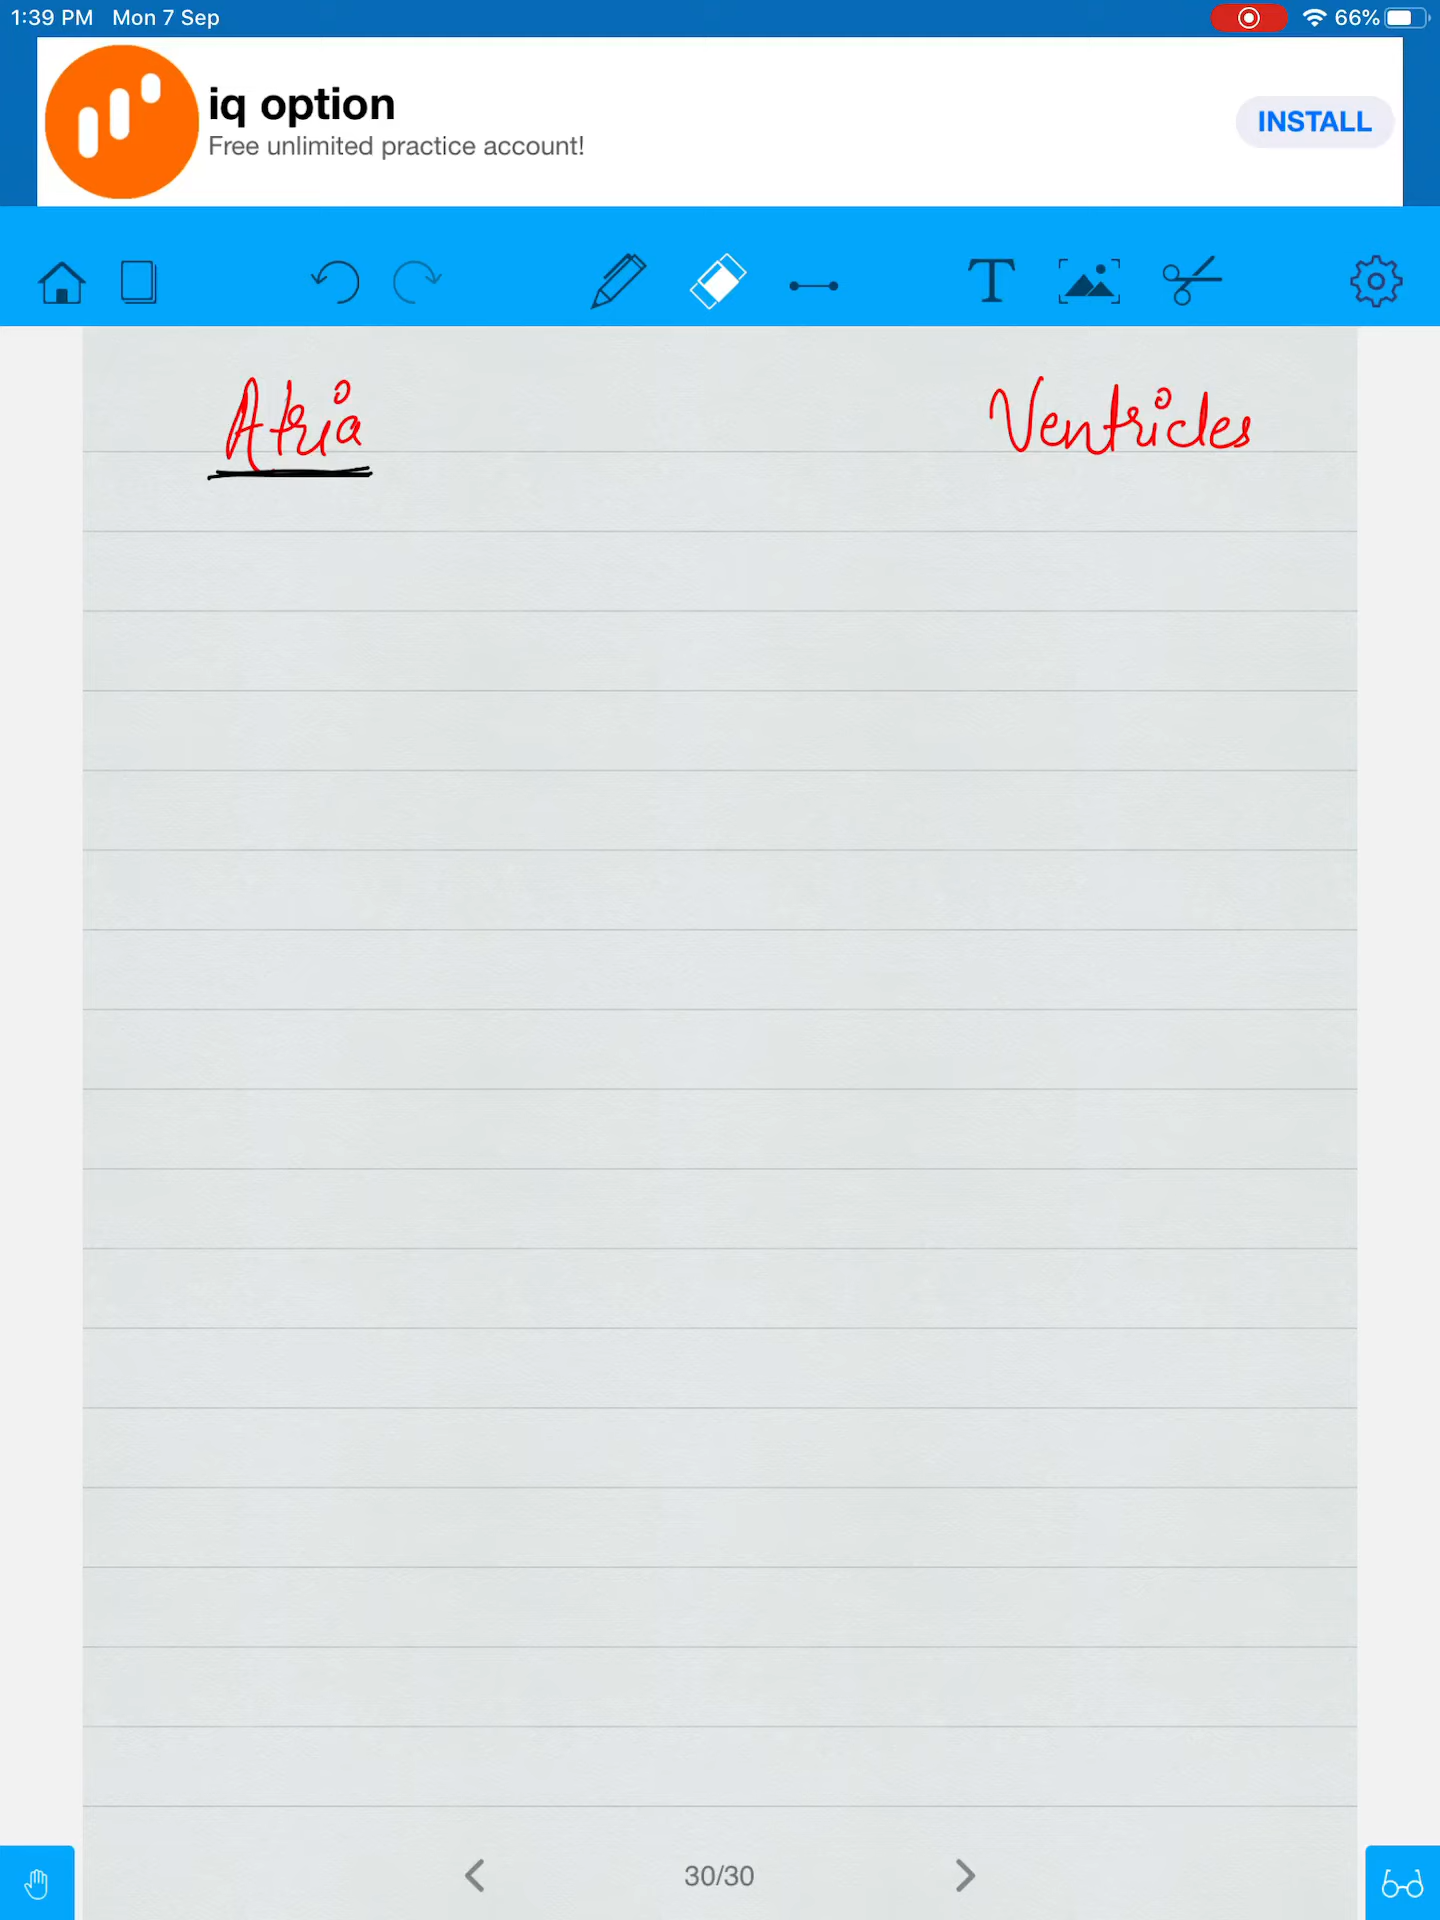 1:39 PM Mon 7 Sep 66%
iq option
Free unlimited practice account!
INSTALL
T
Atria Ventricles
30/30